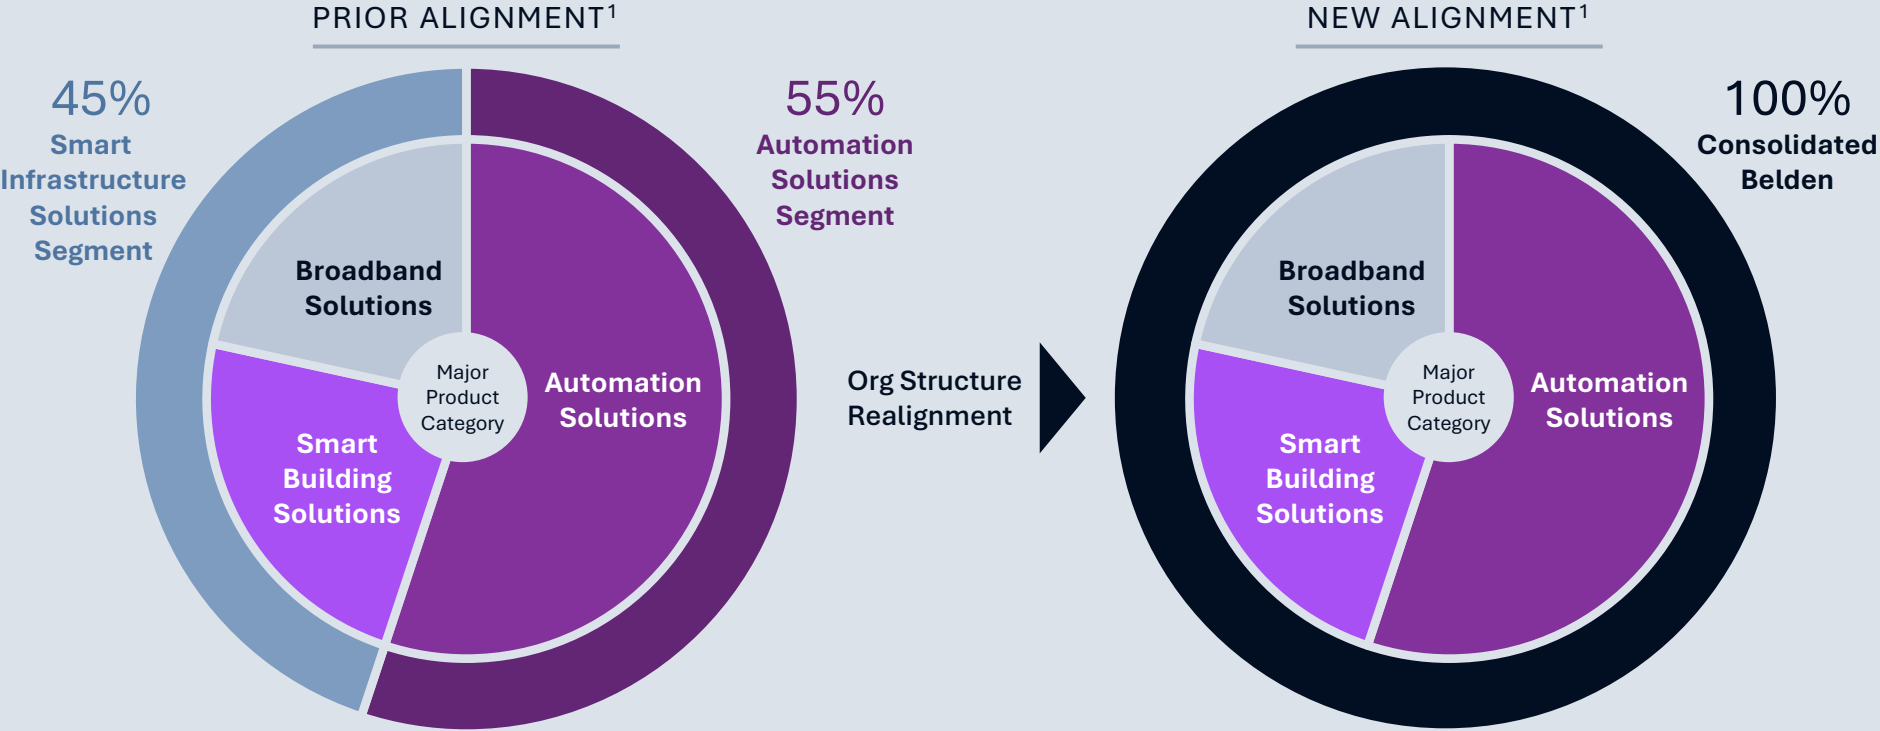 PRIOR ALIGNMENT¹
45%
Smart
Infrastructure
Solutions
Segment
55%
Automation
Solutions
Segment
Broadband
Solutions
Major
Product
Category
Automation
Solutions
Smart
Building
Solutions
Org Structure
Realignment
NEW ALIGNMENT¹
100%
Consolidated
Belden
Broadband
Solutions
Major
Product
Category
Automation
Solutions
Smart
Building
Solutions